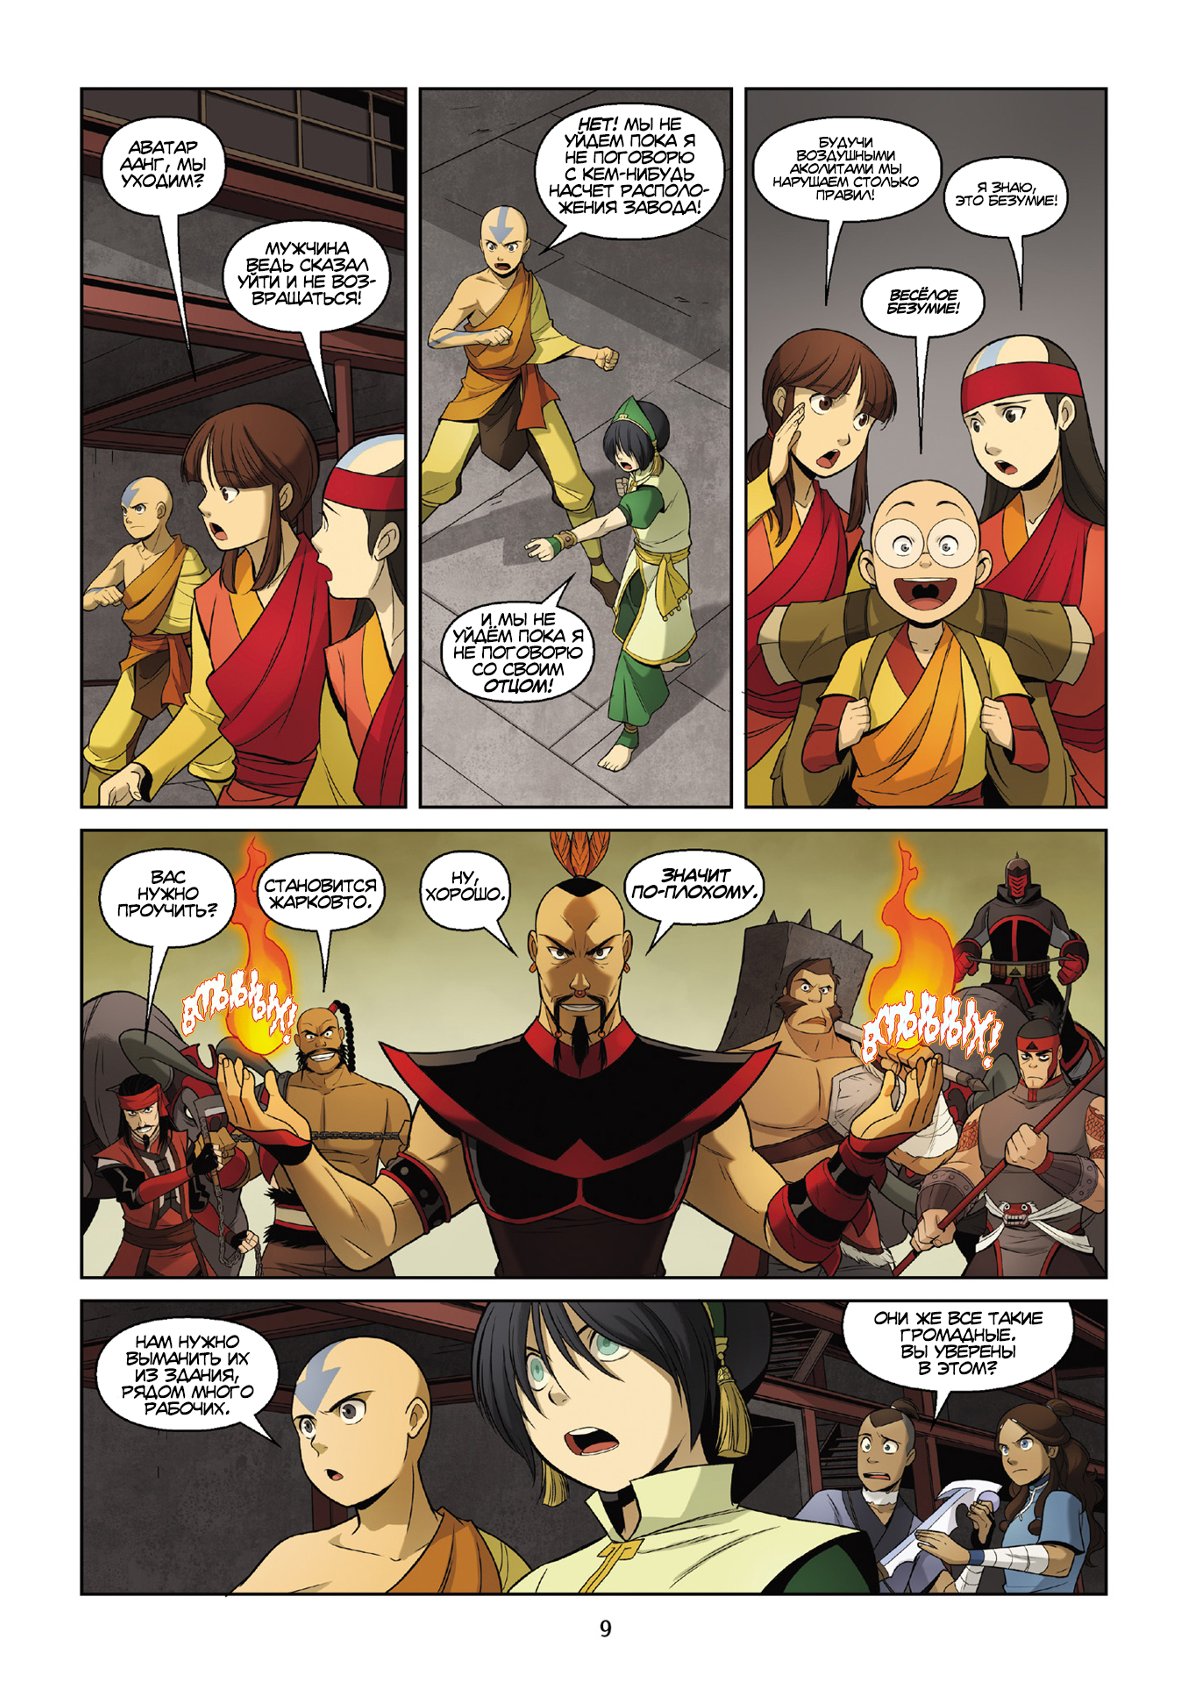 АВАТАР
ААНГ, МЫ
УХОДИМ?
МУЖЧИНА
ВЕДЬ СКАЗАЛ
УЙТИ И НЕ ВОЗ-
ВРАЩАТЬСЯ!
НЕТ! МЫ НЕ
УЙДЕМ ПОКА Я
НЕ ПОГОВОРЮ
С КЕМ-НИБУДЬ
НАСЧЕТ РАСПОЛО-
ЖЕНИЯ ЗАВОДА!
И МЫ НЕ
УЙДЁМ ПОКА Я
НЕ ПОГОВОРЮ
СО СВОИМ
ОТЦОМ!
БУДУЧИ
ВОЗДУШНЫМИ
АКОЛИТАМИ МЫ
НАРУШАЕМ СТОЛЬКО
ПРАВИЛ!
Я ЗНАЮ,
ЭТО БЕЗУМИЕ!
ВЕСЁЛОЕ
БЕЗУМИЕ!
ВАС
НУЖНО
ПРОУЧИТЬ?
СТАНОВИТСЯ
ЖАРКОВТО.
НУ,
ХОРОШО.
ЗНАЧИТ
ПО-ПЛОХОМУ.
ВПЫЫЫХ!
ВПЫЫЫХ!
НАМ НУЖНО
ВЫМАНИТЬ ИХ
ИЗ ЗДАНИЯ,
РЯДОМ МНОГО
РАБОЧИХ.
ОНИ ЖЕ ВСЕ ТАКИЕ
ГРОМАДНЫЕ.
ВЫ УВЕРЕНЫ
В ЭТОМ?
9